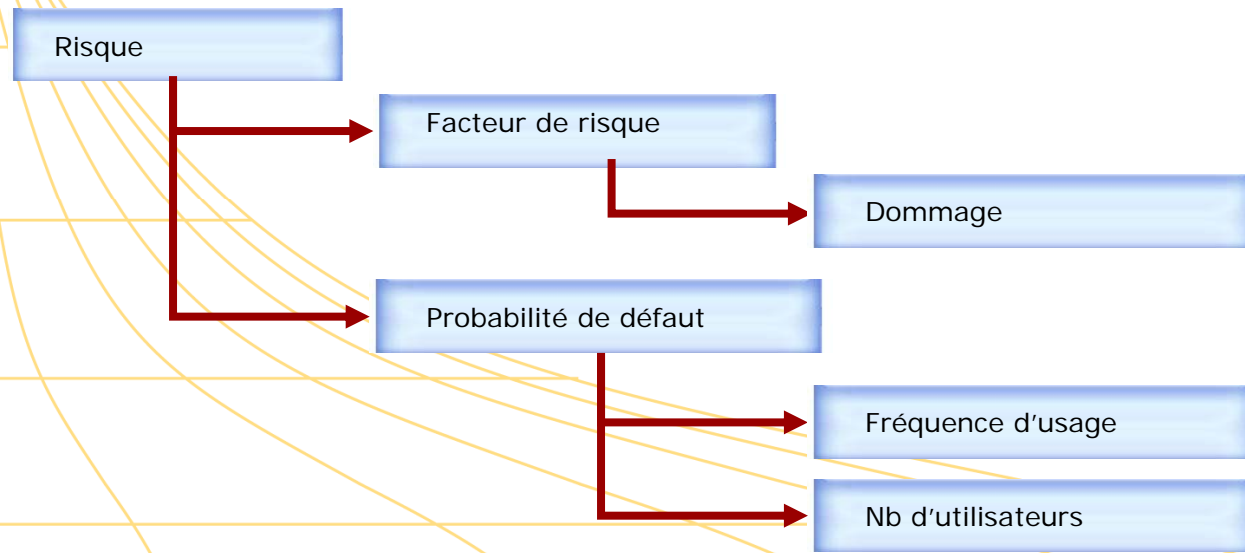 Risque
Facteur de risque
Dommage
Probabilité de défaut
Fréquence d’usage
Nb d’utilisateurs